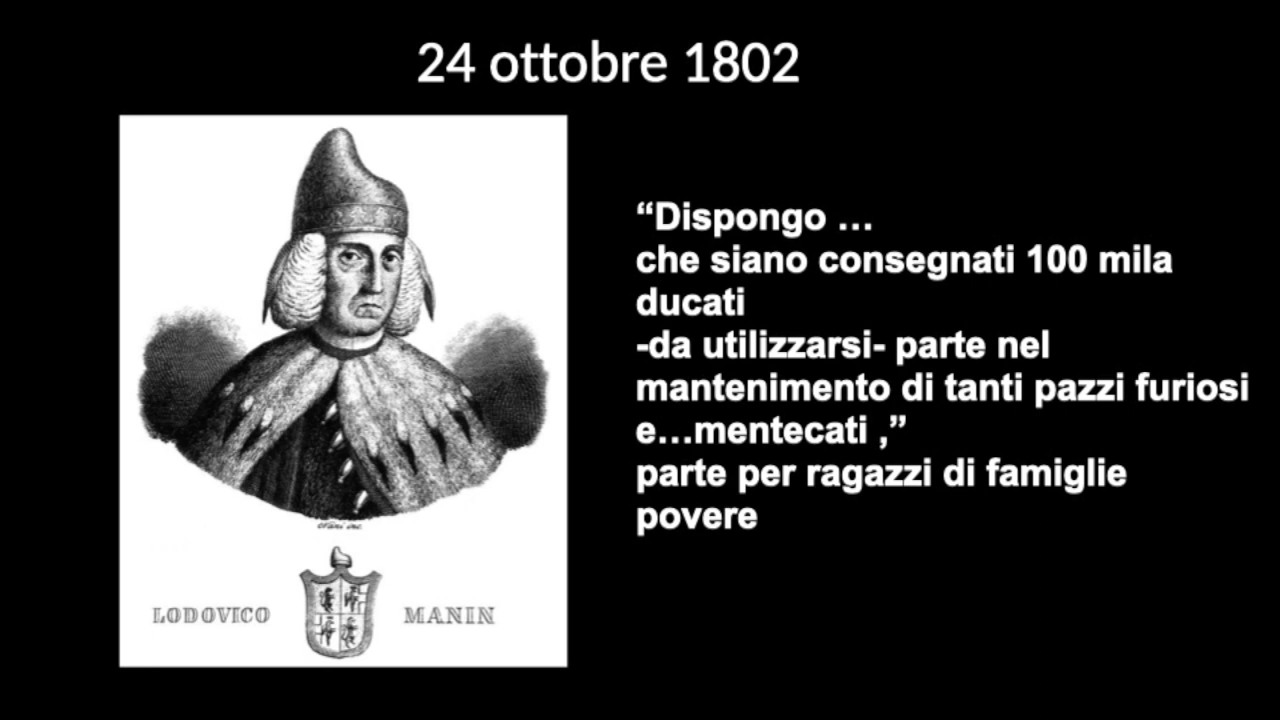 24 ottobre 1802
“Dispongo …
che siano consegnati 100 mila
ducati
-da utilizzarsi- parte nel
mantenimento di tanti pazzi furiosi
e…mentecati ,”
parte per ragazzi di famiglie
povere
LODOVICO MANIN